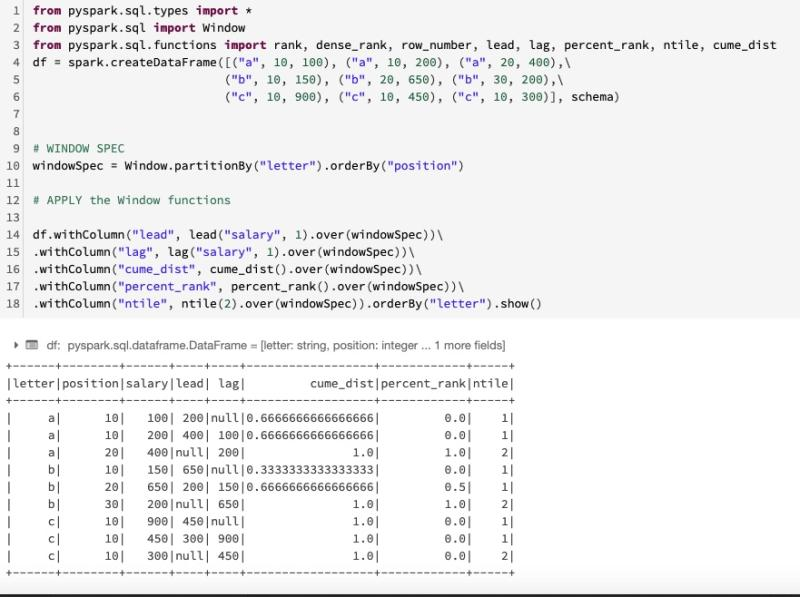 1 from pyspark.sql.types import *
2 from pyspark.sql import Window
3 from pyspark.sql.functions import rank, dense_rank, row_number, lead, lag, percent_rank, ntile, cume_dist
4 df = spark.createDataFrame([("a", 10, 100), ("a", 10, 200), ("a", 20, 400),\
5                             ("b", 10, 150), ("b", 20, 650), ("b", 30, 200),\
6                             ("c", 10, 900), ("c", 10, 450), ("c", 10, 300)], schema)
7
8
9 # WINDOW SPEC
10 windowSpec = Window.partitionBy("letter").orderBy("position")
11
12 # APPLY the Window functions
13
14 df.withColumn("lead", lead("salary", 1).over(windowSpec))\
15 .withColumn("lag", lag("salary", 1).over(windowSpec))\
16 .withColumn("cume_dist", cume_dist().over(windowSpec))\
17 .withColumn("percent_rank", percent_rank().over(windowSpec))\
18 .withColumn("ntile", ntile(2).over(windowSpec)).orderBy("letter").show()
df: pyspark.sql.dataframe.DataFrame = [letter: string, position: integer ... 1 more fields]
+------+--------+------+----+----+------------------+------------+-----+
|letter|position|salary|lead| lag|         cume_dist|percent_rank|ntile|
+------+--------+------+----+----+------------------+------------+-----+
|     a|      10|   100| 200|null|0.6666666666666666|         0.0|    1|
|     a|      10|   200| 400| 100|0.6666666666666666|         0.0|    1|
|     a|      20|   400|null| 200|               1.0|         1.0|    2|
|     b|      10|   150| 650|null|0.3333333333333333|         0.0|    1|
|     b|      20|   650| 200| 150|0.6666666666666666|         0.5|    1|
|     b|      30|   200|null| 650|               1.0|         1.0|    2|
|     c|      10|   900| 450|null|               1.0|         0.0|    1|
|     c|      10|   450| 300| 900|               1.0|         0.0|    1|
|     c|      10|   300|null| 450|               1.0|         0.0|    2|
+------+--------+------+----+----+------------------+------------+-----+